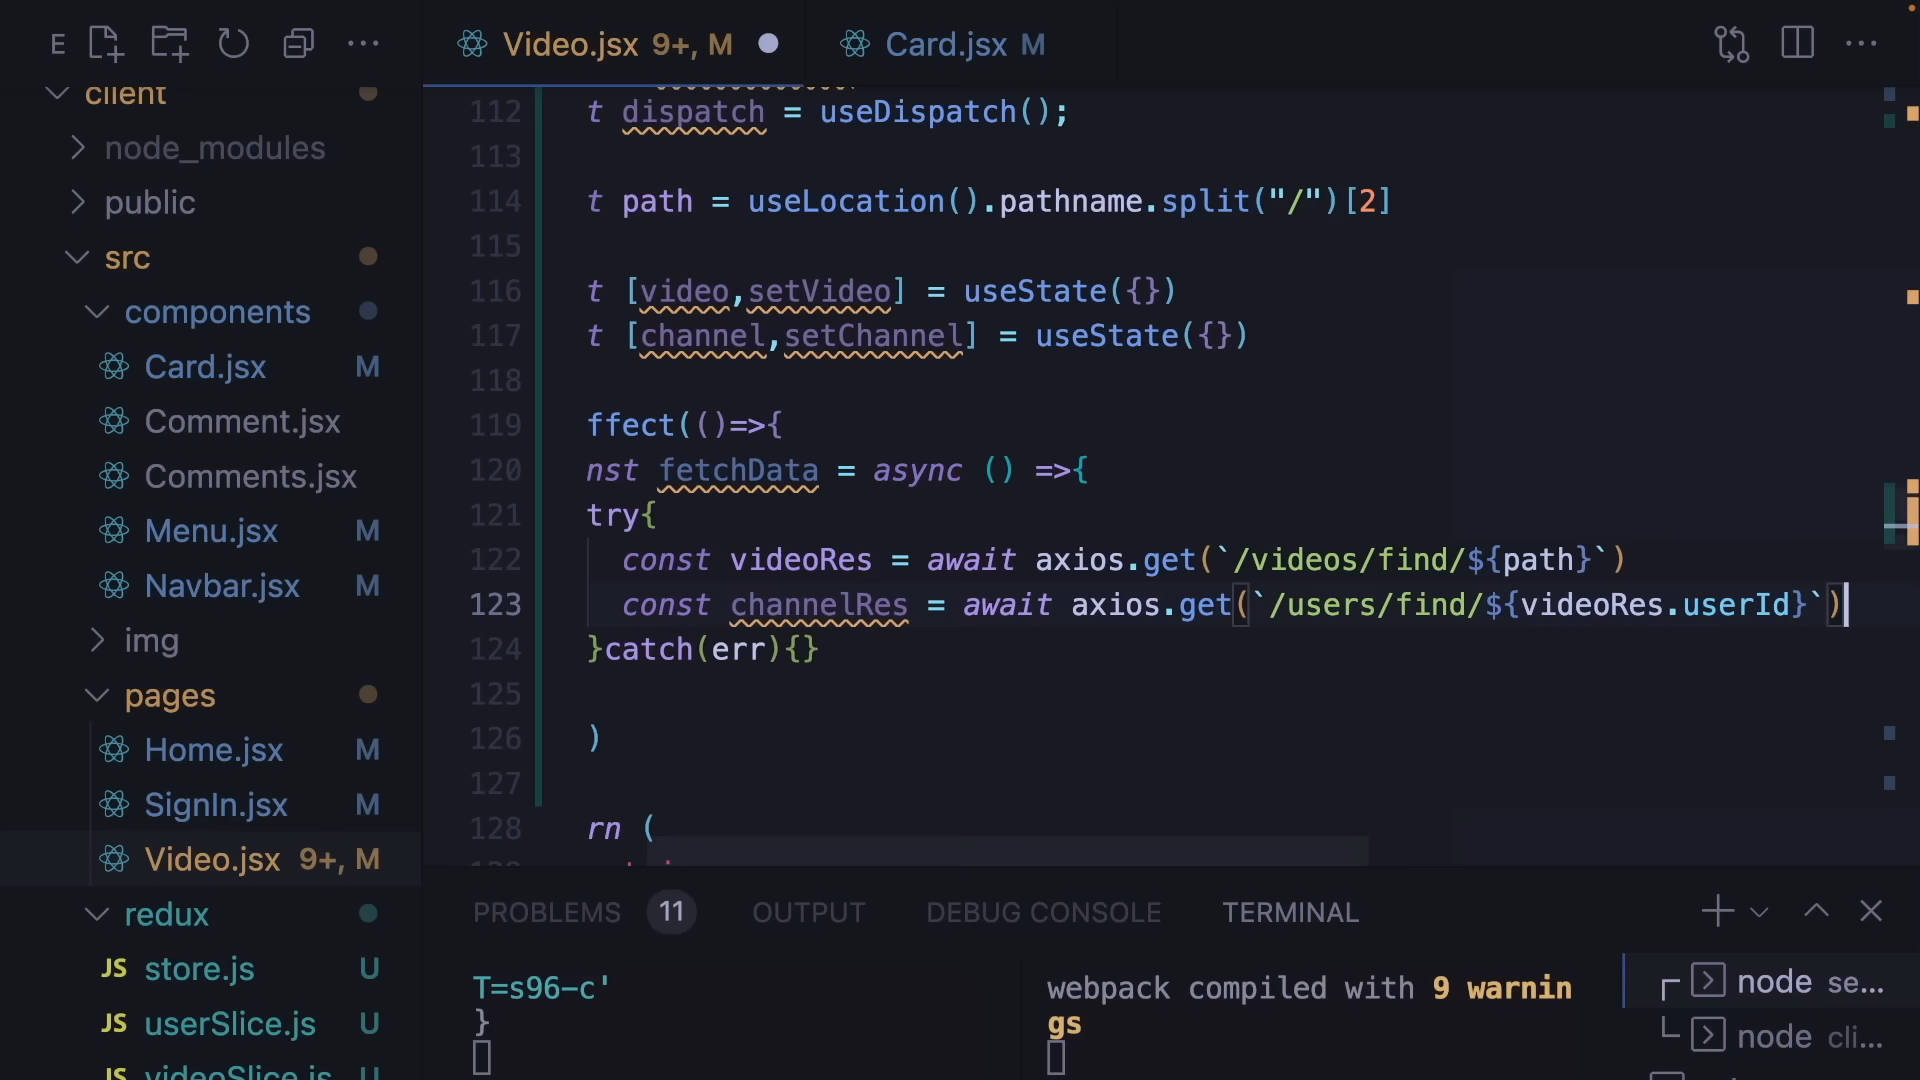 E
Video.jsx 9+, M
Card.jsx M
client
node_modules
public
src
components
Card.jsx M
Comment.jsx
Comments.jsx
Menu.jsx M
Navbar.jsx M
img
pages
Home.jsx M
SignIn.jsx M
Video.jsx 9+, M
redux
JS store.js U
JS userSlice.js U
JS videoSlice.js U
112 t dispatch = useDispatch();
113
114 t path = useLocation().pathname.split("/")[2]
115
116 t [video,setVideo] = useState({})
117 t [channel,setChannel] = useState({})
118
119 ffect(()=>{
120 nst fetchData = async () =>{
121 try{
122 const videoRes = await axios.get(`/videos/find/${path}`)
123 const channelRes = await axios.get(`/users/find/${videoRes.userId}`)
124 }catch(err){}
125
126 )
127
128 rn (
PROBLEMS 11 OUTPUT DEBUG CONSOLE TERMINAL
T=s96-c'
}
webpack compiled with 9 warnin
gs
node se...
node cli...